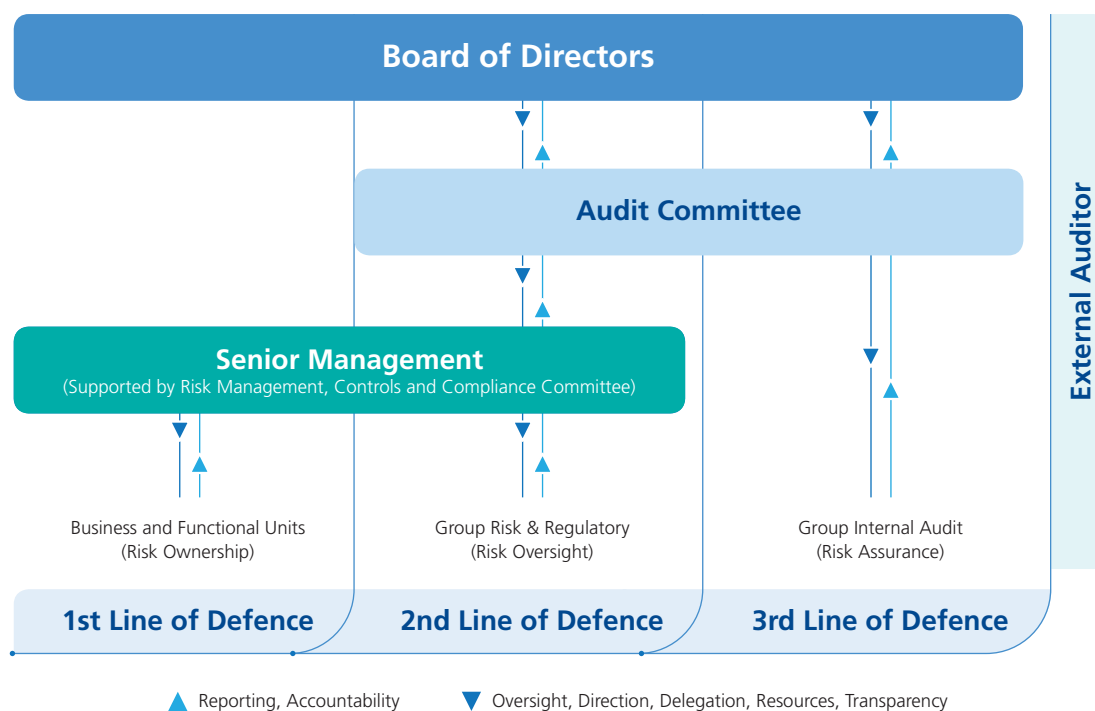 Board of Directors
Audit Committee
External Auditor
Senior Management
(Supported by Risk Management, Controls and Compliance Committee)
Business and Functional Units
(Risk Ownership)
Group Risk & Regulatory
(Risk Oversight)
Group Internal Audit
(Risk Assurance)
1st Line of Defence
2nd Line of Defence
3rd Line of Defence
Reporting, Accountability
Oversight, Direction, Delegation, Resources, Transparency